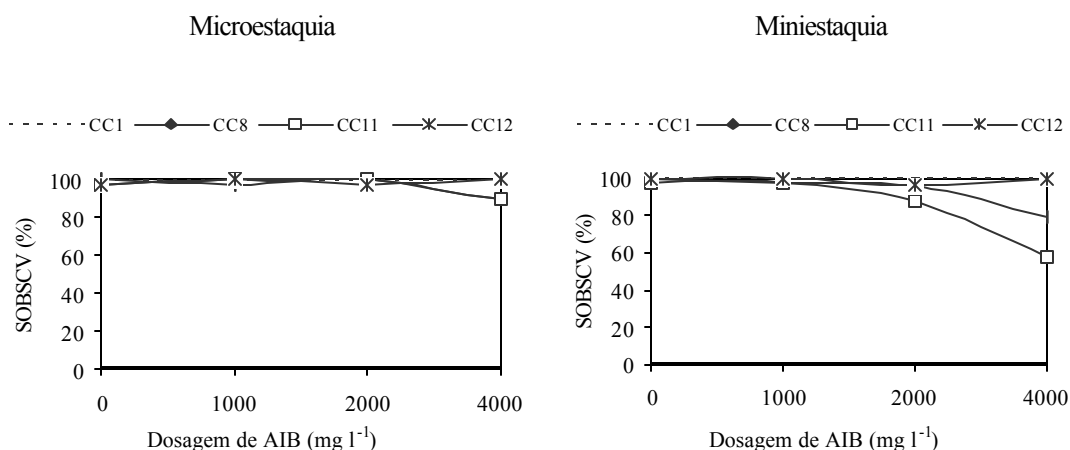 Microestaquia
CC1 CC8 CC11 CC12
SOBSCV (%)
100
80
60
40
20
0
0 1000 2000 4000
Dosagem de AIB (mg l-1)
Miniestaquia
CC1 CC8 CC11 CC12
SOBSCV (%)
100
80
60
40
20
0
0 1000 2000 4000
Dosagem de AIB (mg l-1)